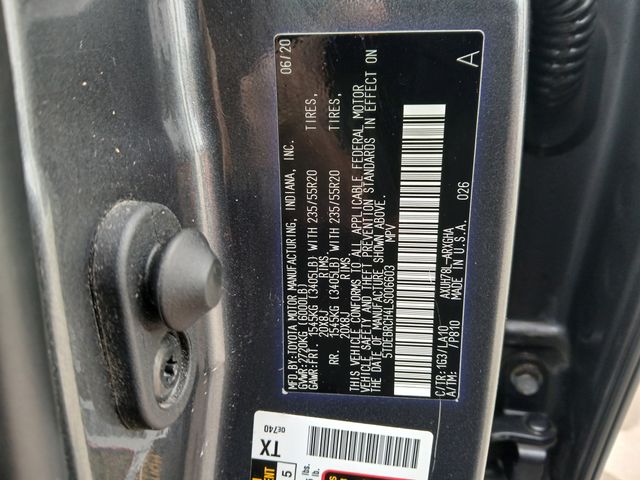 MFD.BY:TOYOTA MOTOR MANUFACTURING, INDIANA, INC. 06/20
GVWR:2720KG (6000LB)
GAWR:FRT. 1545KG (3405LB) WITH 235/55R20 TIRES,
20X8J RIMS,
RR. 1545KG (3405LB) WITH 235/55R20 TIRES,
20X8J RIMS.
THIS VEHICLE CONFORMS TO ALL APPLICABLE FEDERAL MOTOR
VEHICLE SAFETY AND THEFT PREVENTION STANDARDS IN EFFECT ON
THE DATE OF MANUFACTURE SHOWN ABOVE.
5TDEBRCH4LS006603 MPV
A
C/TR:1G3/LA10 AXUH78L-ARXGHA
A/TM: /P810 MADE IN U.S.A. 026
TX
0E740